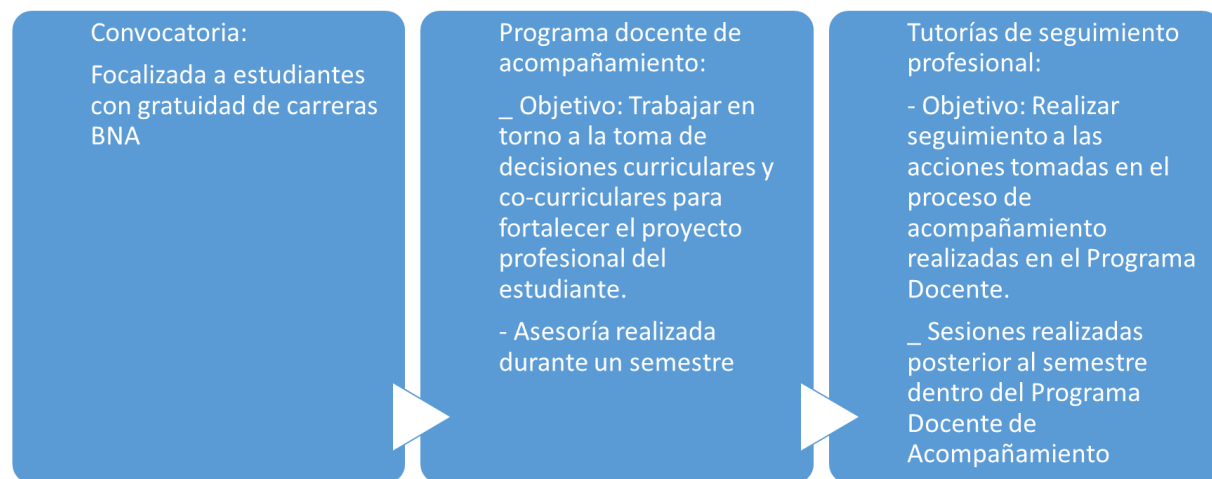 Convocatoria:
Focalizada a estudiantes
con gratuidad de carreras
BNA
Programa docente de
acompañamiento:
_ Objetivo: Trabajar en
torno a la toma de
decisiones curriculares y
co-curriculares para
fortalecer el proyecto
profesional del
estudiante.
- Asesoría realizada
durante un semestre
Tutorías de seguimiento
profesional:
- Objetivo: Realizar
seguimiento a las
acciones tomadas en el
proceso de
acompañamiento
realizadas en el Programa
Docente.
_ Sesiones realizadas
posterior al semestre
dentro del Programa
Docente de
Acompañamiento